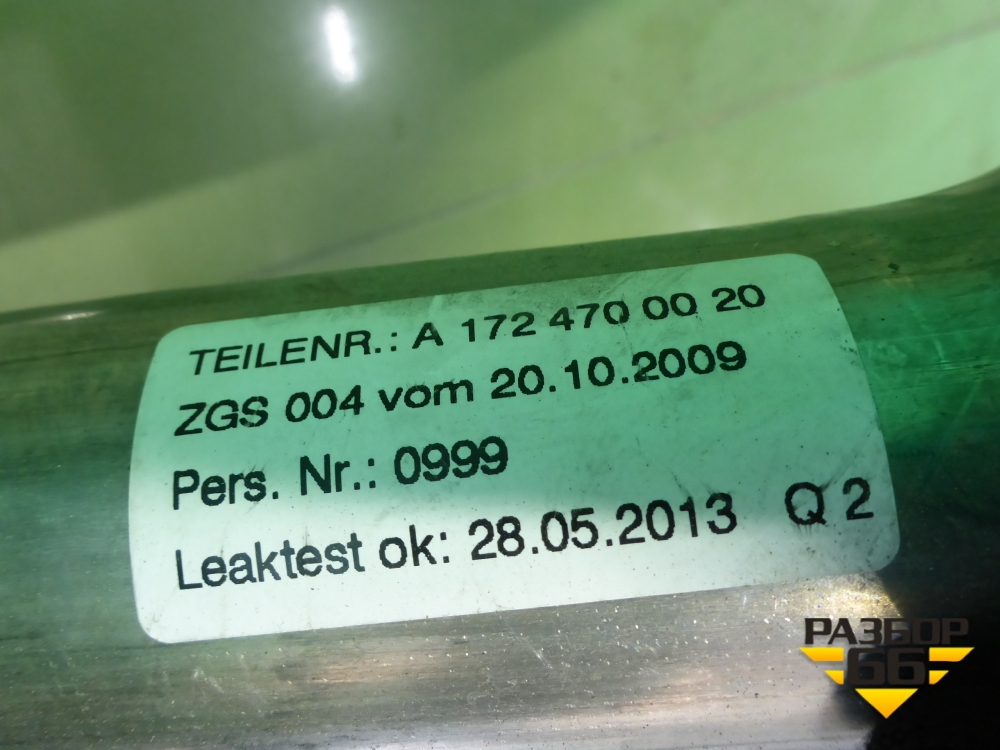 TEILENR.: A 172 470 00 20
ZGS 004 vom 20.10.2009
Pers. Nr.: 0999
Leaktest ok: 28.05.2013 Q 2
РАЗБОР
66